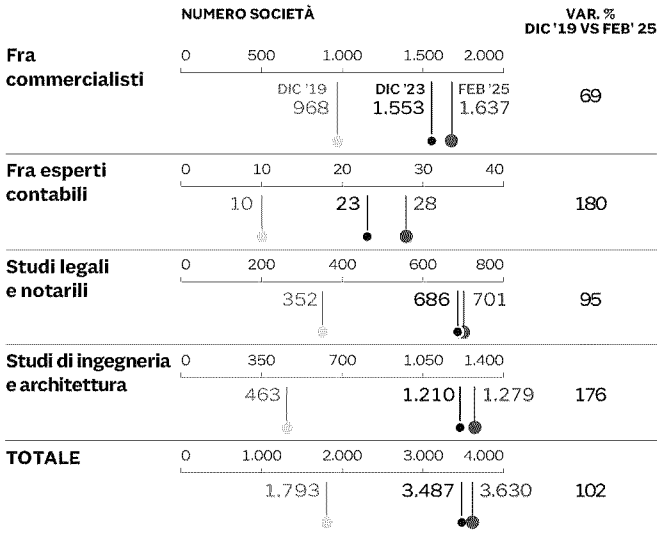 NUMERO SOCIETÀ
VAR. %
DIC '19 VS FEB' 25
Fra
commercialisti
0 500 1.000 1.500 2.000
DIC '19 DIC '23 FEB '25
968 1.553 1.637
69
Fra esperti
contabili
0 10 20 30 40
10 23 28
180
Studi legali
e notarili
0 200 400 600 800
352 686 701
95
Studi di ingegneria
e architettura
0 350 700 1.050 1.400
463 1.210 1.279
176
TOTALE
0 1.000 2.000 3.000 4.000
1.793 3.487 3.630
102